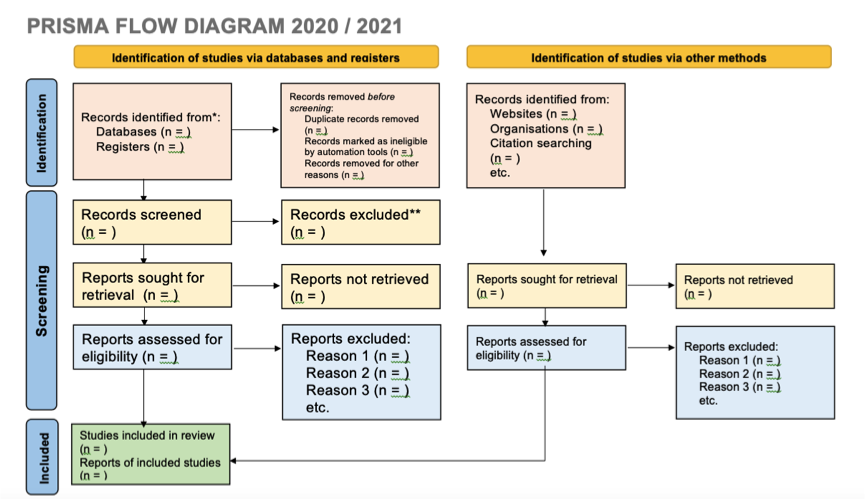 PRISMA FLOW DIAGRAM 2020 / 2021
Identification of studies via databases and registers
Identification of studies via other methods
Identification
Records identified from*:
Databases (n = )
Registers (n = )
Records removed before
screening:
Duplicate records removed
(n = )
Records marked as ineligible
by automation tools (n = )
Records removed for other
reasons (n = )
Records identified from:
Websites (n = )
Organisations (n = )
Citation searching
(n = )
etc.
Screening
Records screened
(n = )
Records excluded**
(n = )
Reports sought for
retrieval (n = )
Reports not retrieved
(n = )
Reports sought for retrieval
(n = )
Reports not retrieved
(n = )
Reports assessed for
eligibility (n = )
Reports excluded:
Reason 1 (n = )
Reason 2 (n = )
Reason 3 (n = )
etc.
Reports assessed for
eligibility (n = )
Reports excluded:
Reason 1 (n = )
Reason 2 (n = )
Reason 3 (n = )
etc.
Included
Studies included in review
(n = )
Reports of included studies
(n = )